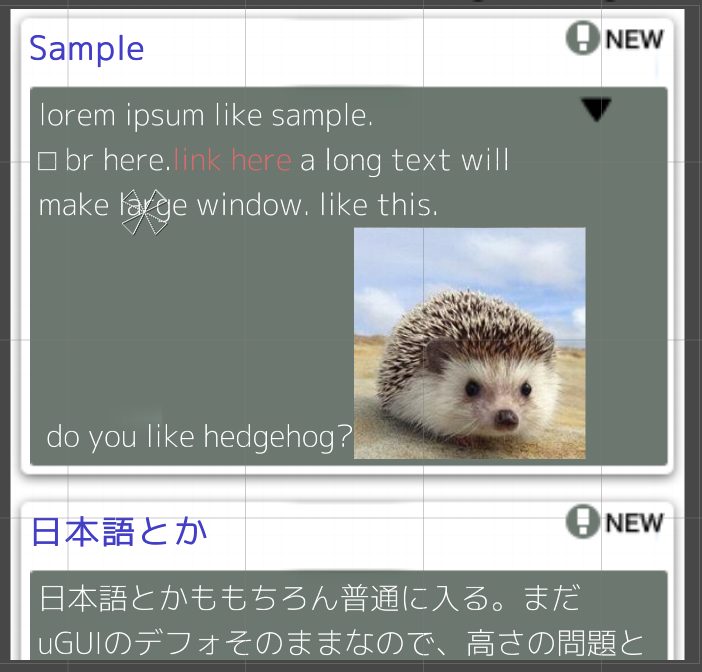 Sample
NEW
lorem ipsum like sample.
□ br here.link here a long text will
make large window. like this.
do you like hedgehog?
日本語とか
NEW
日本語とかももちろん普通に入る。まだ
uGUIのデフォそのままなので、高さの問題と